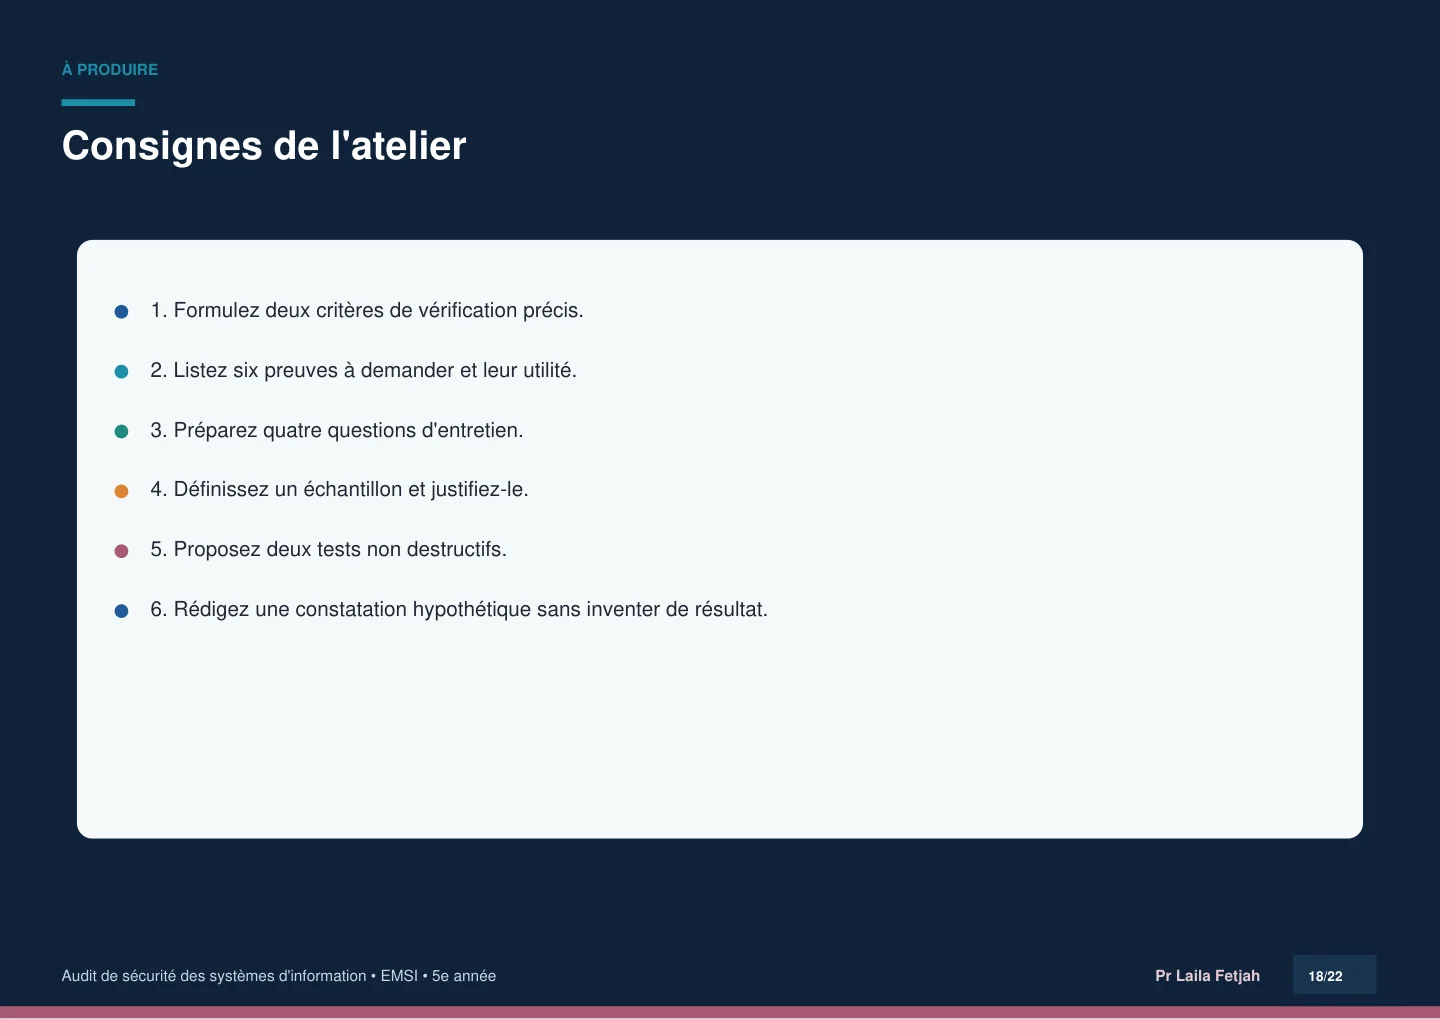 À PRODUIRE
Consignes de l'atelier
1. Formulez deux critères de vérification précis.
2. Listez six preuves à demander et leur utilité.
3. Préparez quatre questions d'entretien.
4. Définissez un échantillon et justifiez-le.
5. Proposez deux tests non destructifs.
6. Rédigez une constatation hypothétique sans inventer de résultat.
Audit de sécurité des systèmes d'information • EMSI • 5e année
Pr Laila Fetjah
18/22